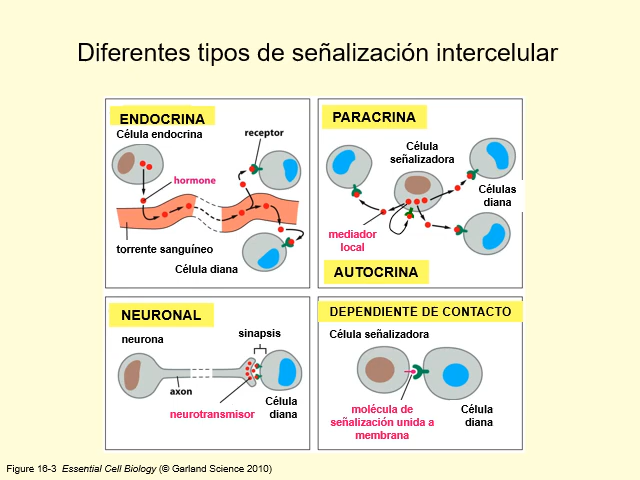 Diferentes tipos de señalización intercelular
ENDOCRINA
Célula endocrina
receptor
hormone
torrente sanguíneo
Célula diana
PARACRINA
Célula
señalizadora
Células
diana
mediador
local
AUTOCRINA
NEURONAL
neurona
sinapsis
axon
neurotransmisor
Célula
diana
DEPENDIENTE DE CONTACTO
Célula señalizadora
molécula de
señalización unida a
membrana
Célula
diana
Figure 16-3 Essential Cell Biology (© Garland Science 2010)